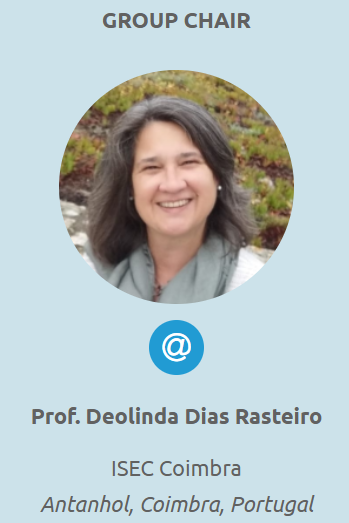 GROUP CHAIR
@
Prof. Deolinda Dias Rasteiro
ISEC Coimbra
Antanhol, Coimbra, Portugal